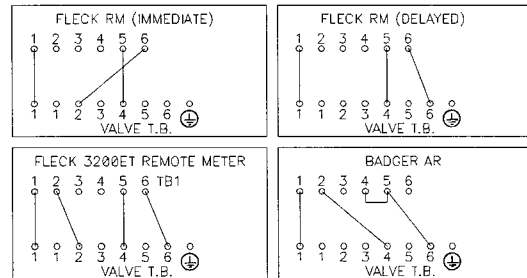 FLECK RM (IMMEDIATE)
1 2 3 4 5 6
1 1 2 3 4 5 5 6
VALVE T.B.
FLECK RM (DELAYED)
1 2 3 4 5 6
1 1 2 3 4 5 6
VALVE T.B.
FLECK 3200ET REMOTE METER
1 2 3 4 5 6 TB1
1 1 2 3 4 5 6
VALVE T.B.
BADGER AR
1 2 3 4 5 6
1 1 2 3 4 5 6
VALVE T.B.